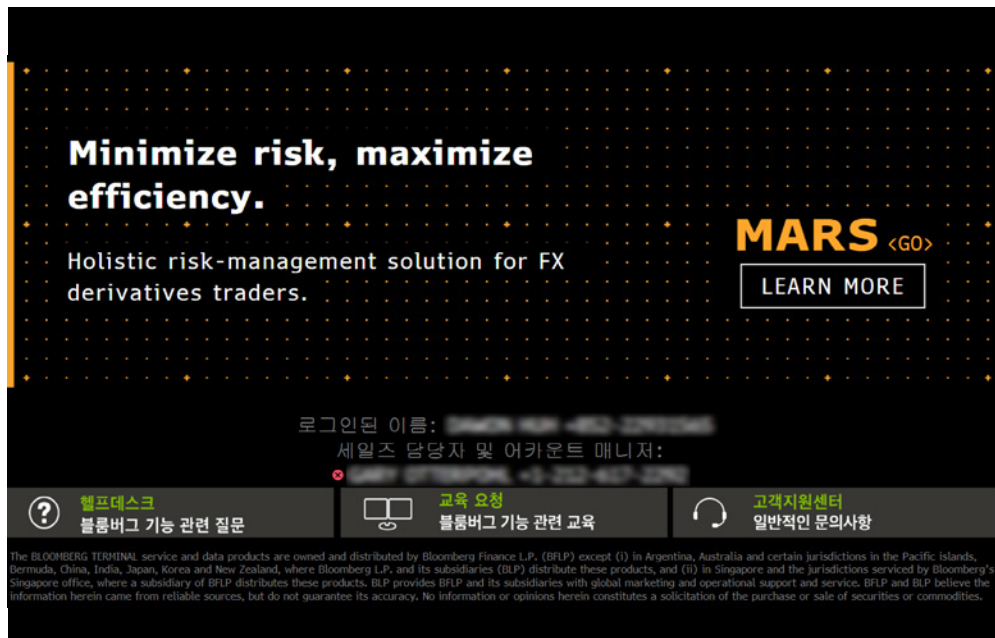 Minimize risk, maximize
efficiency.
Holistic risk-management solution for FX
derivatives traders.
MARS <GO>
LEARN MORE
로그인된 이름:
세일즈 담당자 및 어카운트 매니저:
헬프데스크
블룸버그 기능 관련 질문
교육 요청
블룸버그 기능 관련 교육
고객지원센터
일반적인 문의사항
The BLOOMBERG TERMINAL service and data products are owned and distributed by Bloomberg Finance L.P. (BFLP) except (i) in Argentina, Australia and certain jurisdictions in the Pacific islands,
Bermuda, China, India, Japan, Korea and New Zealand, where Bloomberg L.P. and its subsidiaries (BLP) distribute these products, and (ii) in Singapore and the jurisdictions serviced by Bloomberg's
Singapore office, where a subsidiary of BFLP distributes these products. BLP provides BFLP and its subsidiaries with global marketing and operational support and service. BFLP and BLP believe the
information herein came from reliable sources, but do not guarantee its accuracy. No information or opinions herein constitutes a solicitation of the purchase or sale of securities or commodities.